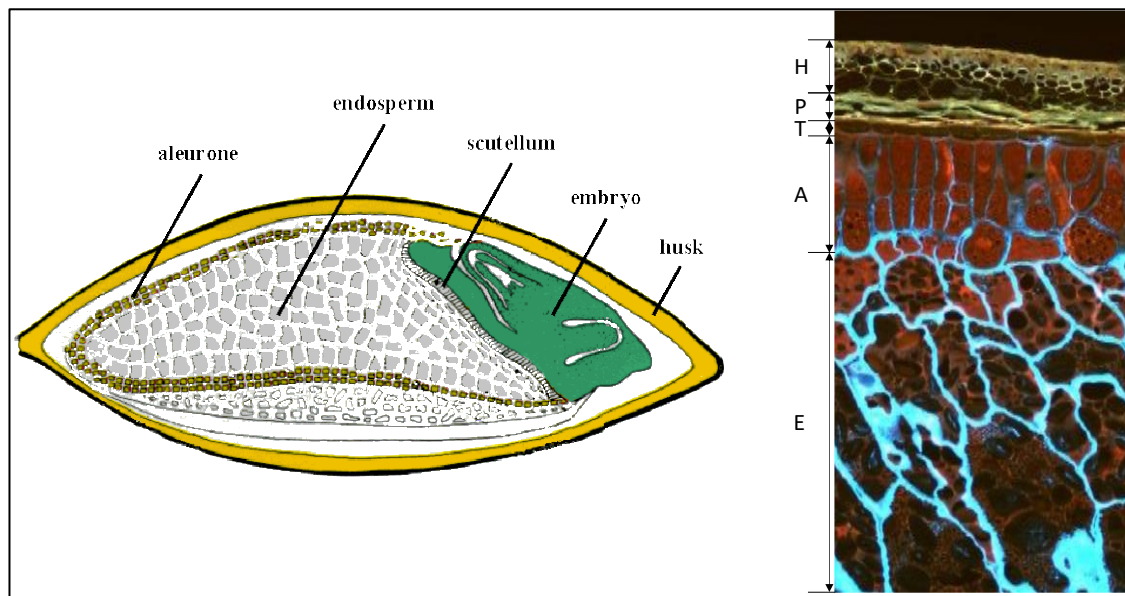 endosperm
scutellum
aleurone
embryo
husk
H
P
T
A
E